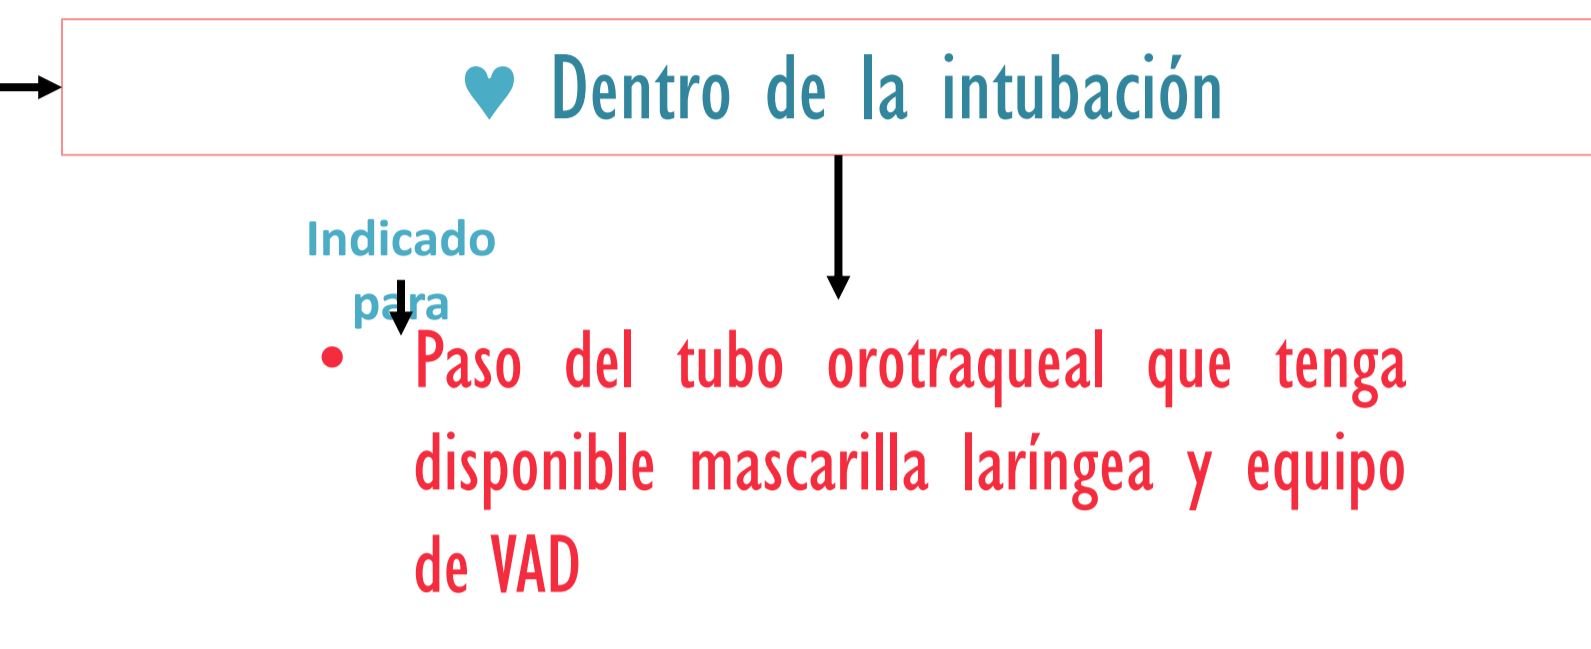 ♥ Dentro de la intubación
Indicado
para
• Paso del tubo orotraqueal que tenga
disponible mascarilla laríngea y equipo
de VAD